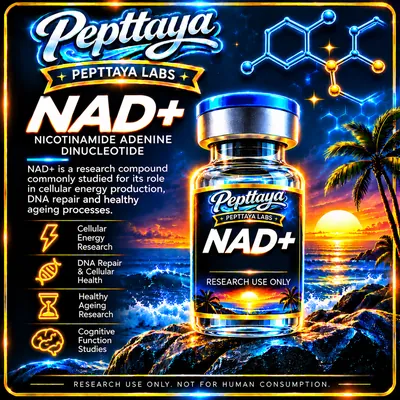 Pepttaya
PEPTTAYA LABS
NAD+
NICOTINAMIDE ADENINE
DINUCLEOTIDE
NAD+ is a research compound
commonly studied for its role
in cellular energy production,
DNA repair and healthy
ageing processes.
Cellular
Energy
Research
DNA Repair
& Cellular
Health
Healthy
Ageing
Research
Cognitive
Function
Studies
Pepttaya
PEPTTAYA LABS
NAD+
RESEARCH USE ONLY
RESEARCH USE ONLY. NOT FOR HUMAN CONSUMPTION.